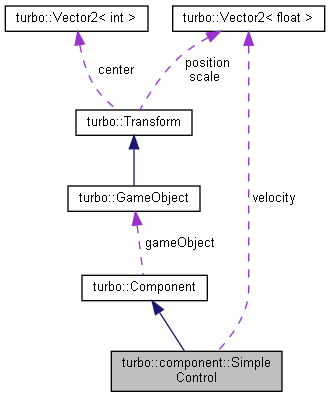 turbo::Vector2< int >
turbo::Vector2< float >
center
position
scale
turbo::Transform
turbo::GameObject
velocity
gameObject
turbo::Component
turbo::component::Simple
Control